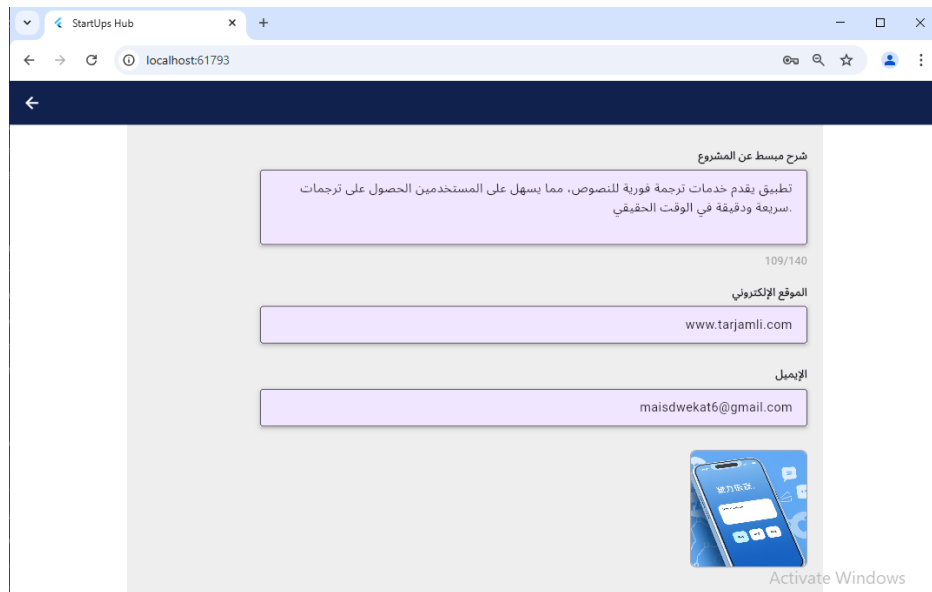 StartUps Hub
localhost:61793
شرح مبسط عن المشروع
تطبيق يقدم خدمات ترجمة فورية للنصوص، مما يسهل على المستخدمين الحصول على ترجمات
.سريعة ودقيقة في الوقت الحقيقي
109/140
الموقع الإلكتروني
www.tarjamli.com
الإيميل
maisdwekat6@gmail.com
Activate Windows